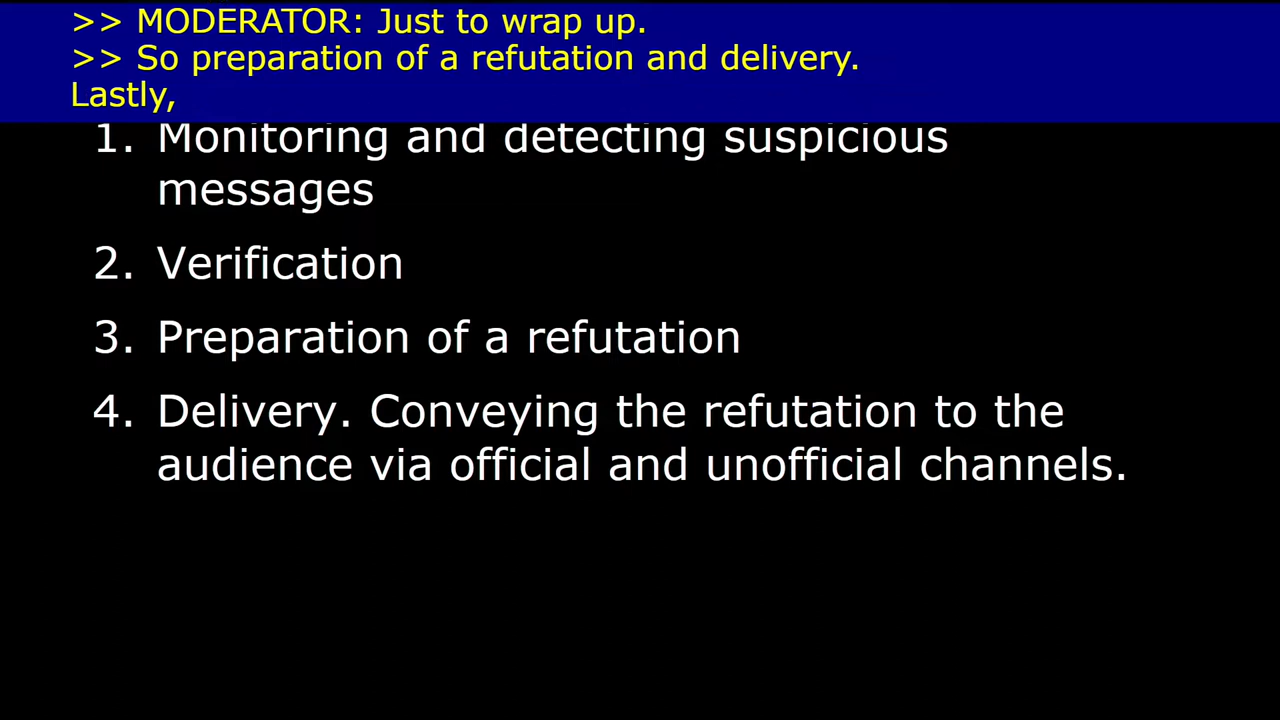 >> MODERATOR: Just to wrap up.
>> So preparation of a refutation and delivery.
Lastly,
1. Monitoring and detecting suspicious
messages
2. Verification
3. Preparation of a refutation
4. Delivery. Conveying the refutation to the
audience via official and unofficial channels.